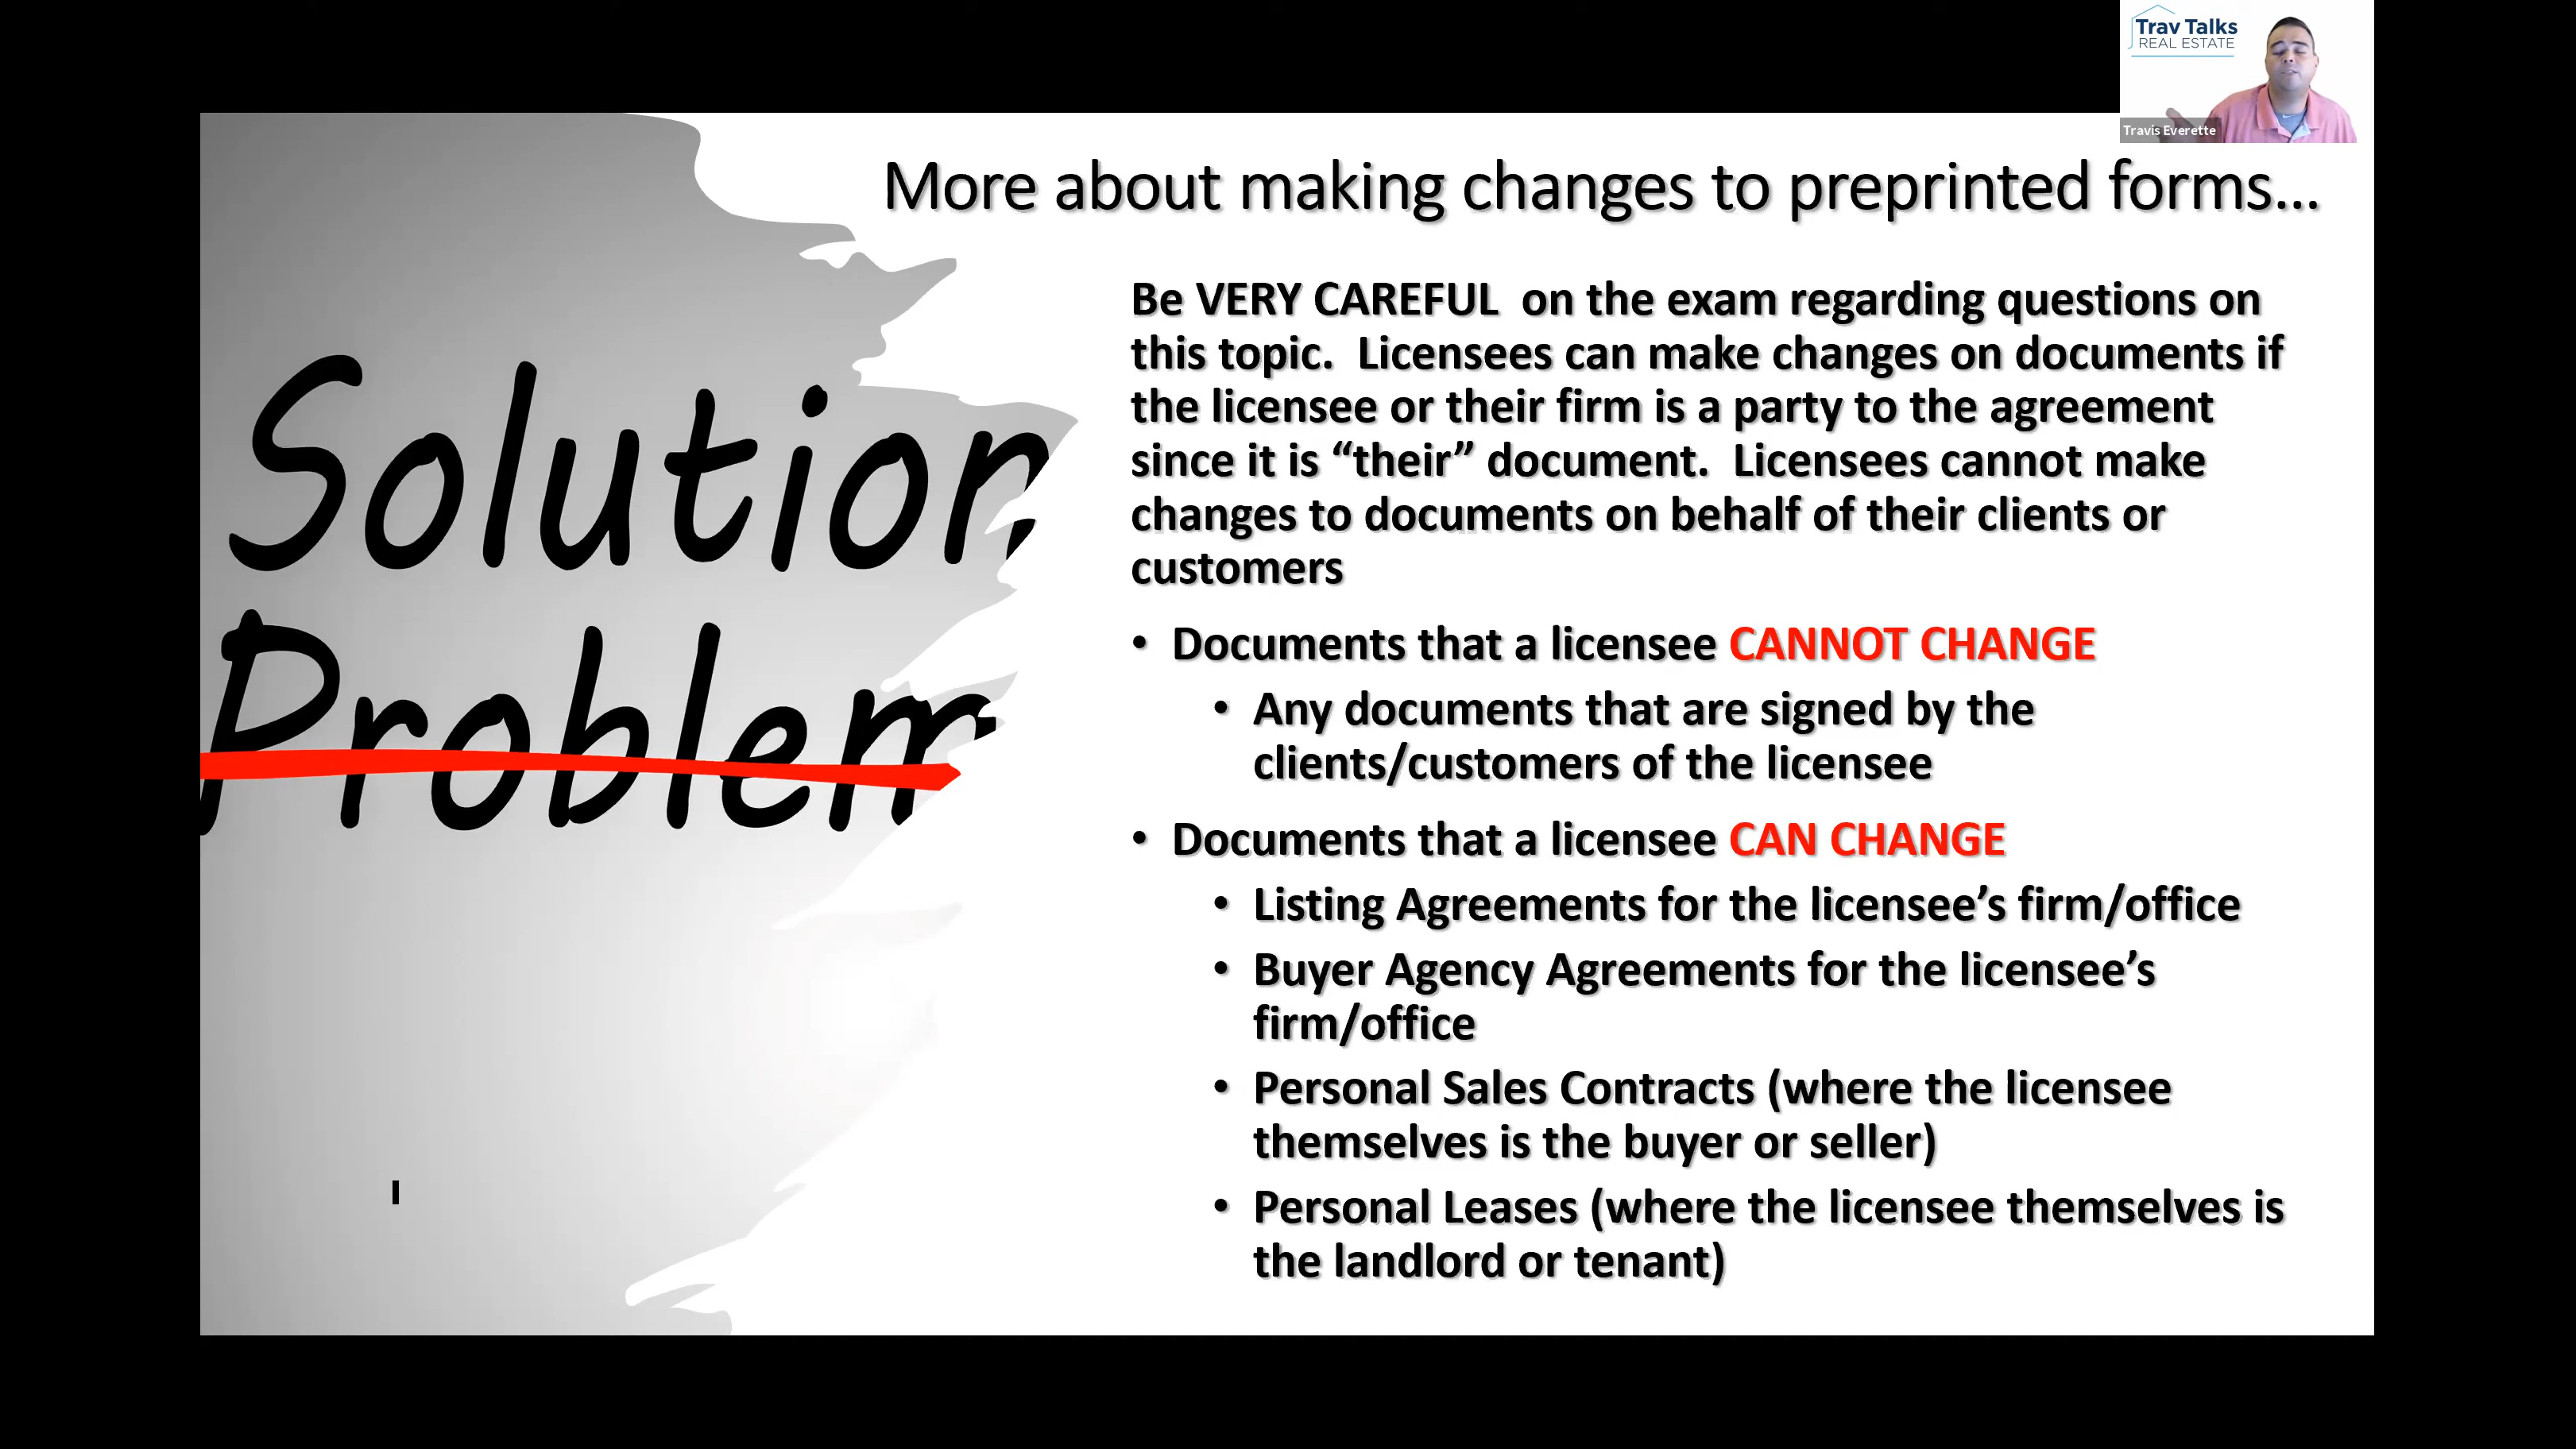 Trav Talks
REAL ESTATE
Travis Everette
More about making changes to preprinted forms...
Solution
Problem
Be VERY CAREFUL on the exam regarding questions on
this topic. Licensees can make changes on documents if
the licensee or their firm is a party to the agreement
since it is “their” document. Licensees cannot make
changes to documents on behalf of their clients or
customers
• Documents that a licensee CANNOT CHANGE
• Any documents that are signed by the
clients/customers of the licensee
• Documents that a licensee CAN CHANGE
• Listing Agreements for the licensee’s firm/office
• Buyer Agency Agreements for the licensee’s
firm/office
• Personal Sales Contracts (where the licensee
themselves is the buyer or seller)
• Personal Leases (where the licensee themselves is
the landlord or tenant)